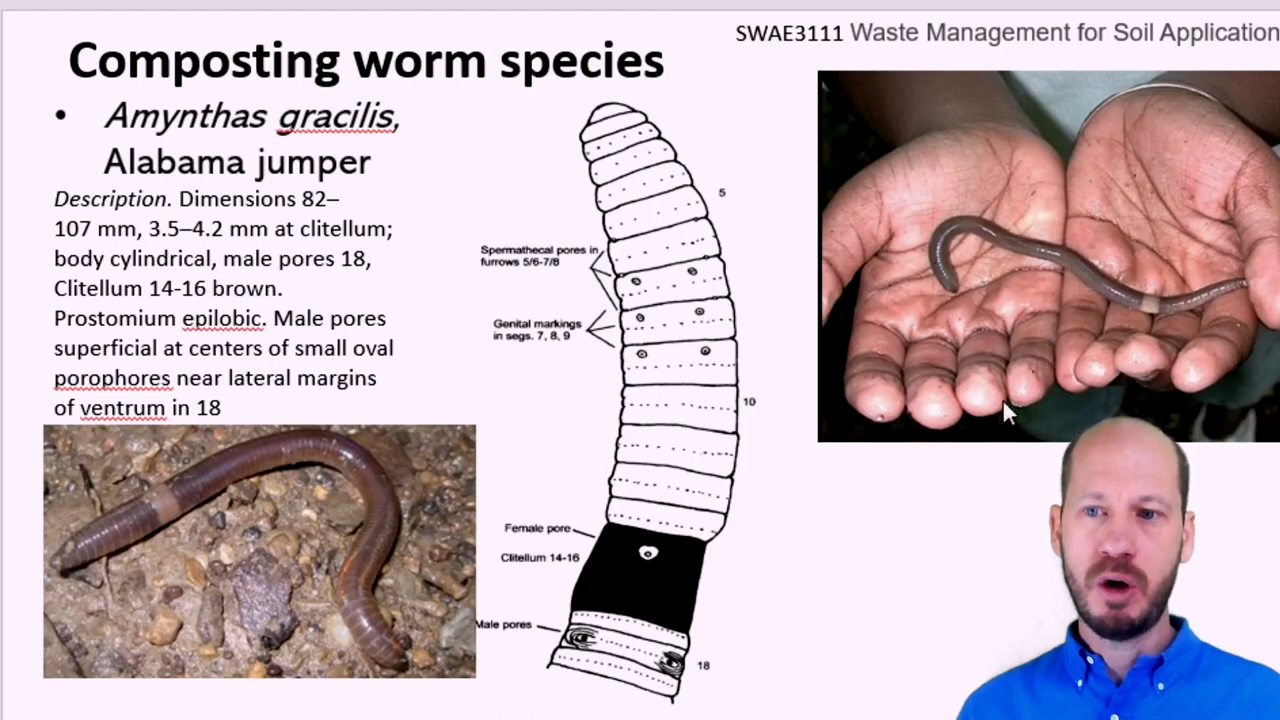 SWAE3111 Waste Management for Soil Application
Composting worm species
• Amynthas gracilis,
Alabama jumper
Description. Dimensions 82–
107 mm, 3.5–4.2 mm at clitellum;
body cylindrical, male pores 18,
Clitellum 14-16 brown.
Prostomium epilobic. Male pores
superficial at centers of small oval
porophores near lateral margins
of ventrum in 18
5
Spermathecal pores in
furrows 5/6-7/8
Genital markings
in segs. 7, 8, 9
10
Female pore
Clitellum 14-16
Male pores
18